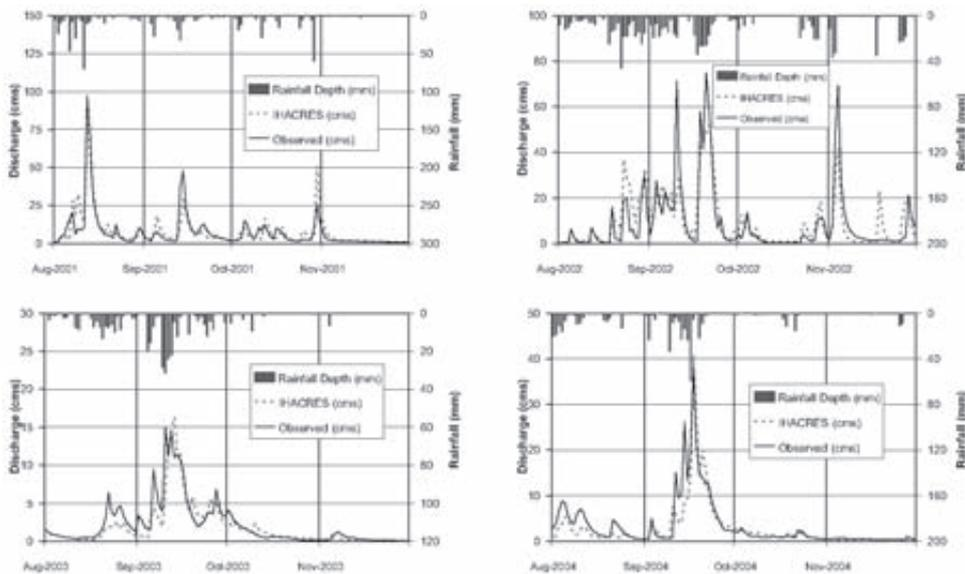 150
125
100
75
50
25
0
Discharge (cms)
0
50
100
150
200
250
300
Rainfall (mm)
Rainfall Depth (mm)
IHACRES (cms)
Observed (cms)
Aug-2021
Sep-2021
Oct-2021
Nov-2021
100
80
60
40
20
0
Discharge (cms)
0
40
80
120
160
200
Rainfall (mm)
Rainfall Depth (mm)
IHACRES (cms)
Observed (cms)
Aug-2002
Sep-2002
Oct-2002
Nov-2002
30
25
20
15
10
5
0
Discharge (cms)
0
20
40
60
80
100
120
Rainfall (mm)
Rainfall Depth (mm)
IHACRES (cms)
Observed (cms)
Aug-2003
Sep-2003
Oct-2003
Nov-2003
50
40
30
20
10
0
Discharge (cms)
0
40
80
120
160
200
Rainfall (mm)
Rainfall Depth (mm)
IHACRES (cms)
Observed (cms)
Aug-2004
Sep-2004
Oct-2004
Nov-2004